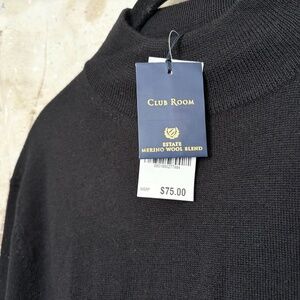 CLUB ROOM
ESTATE
MERINO WOOL BLEND
MSRP $75.00